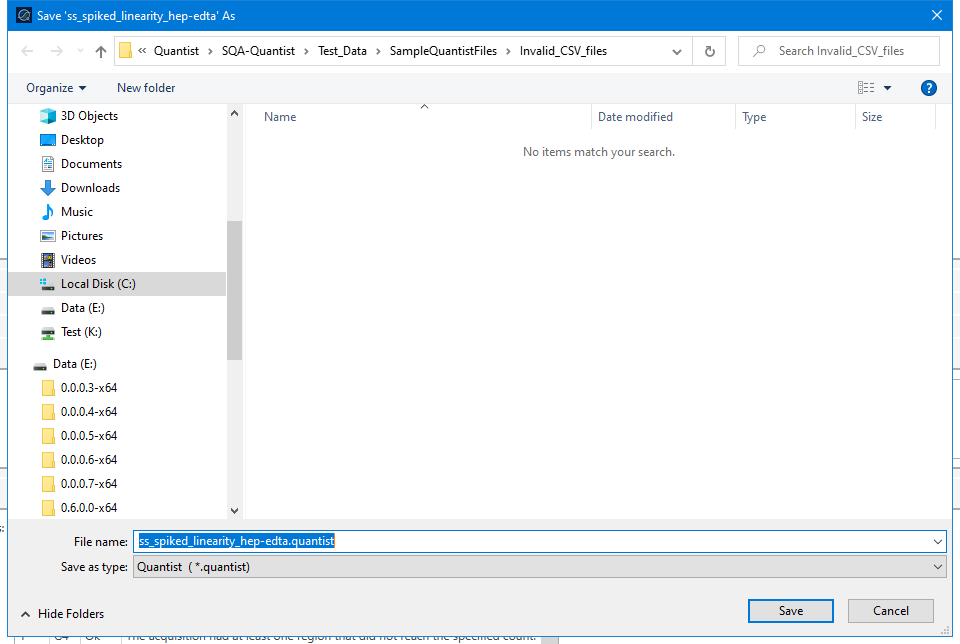 Save 'ss_spiked_linearity_hep-edta' As
« Quantist › SQA-Quantist › Test_Data › SampleQuantistFiles › Invalid_CSV_files
Search Invalid_CSV_files
Organize
New folder
?
3D Objects
Desktop
Documents
Downloads
Music
Pictures
Videos
Local Disk (C:)
Data (E:)
Test (K:)
Data (E:)
0.0.0.3-x64
0.0.0.4-x64
0.0.0.5-x64
0.0.0.6-x64
0.0.0.7-x64
0.6.0.0-x64
Name
Date modified
Type
Size
No items match your search.
File name: ss_spiked_linearity_hep-edta.quantist
Save as type: Quantist ( *.quantist)
Hide Folders
Save
Cancel
The acquisition had at least one region that did not reach the specified count.